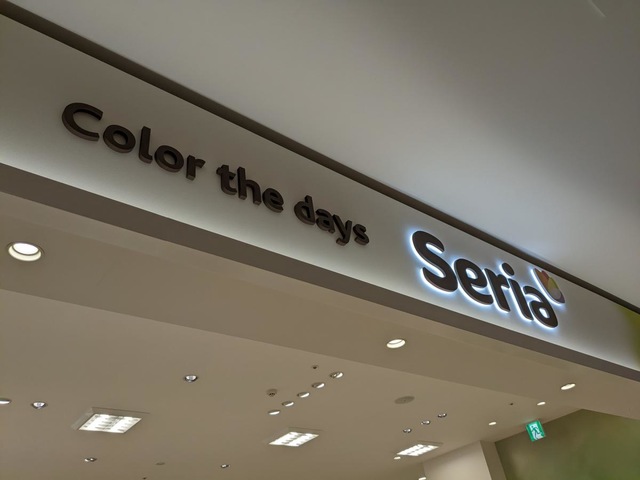 Color the days
Seria